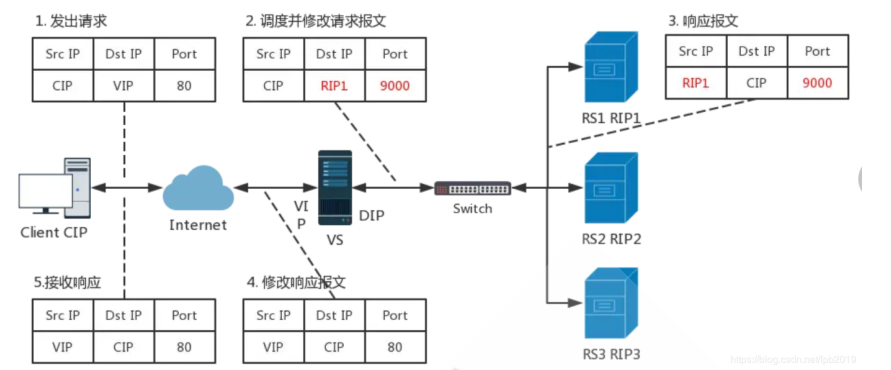 1. 发出请求
Src IP Dst IP Port
CIP VIP 80
2. 调度并修改请求报文
Src IP Dst IP Port
CIP RIP1 9000
3. 响应报文
Src IP Dst IP Port
RIP1 CIP 9000
RS1 RIP1
Client CIP
Internet
VI
P
VS
DIP
Switch
RS2 RIP2
5.接收响应
Src IP Dst IP Port
VIP CIP 80
4. 修改响应报文
Src IP Dst IP Port
VIP CIP 80
RS3 RIP3
https://blog.csdn.net/lpb2019